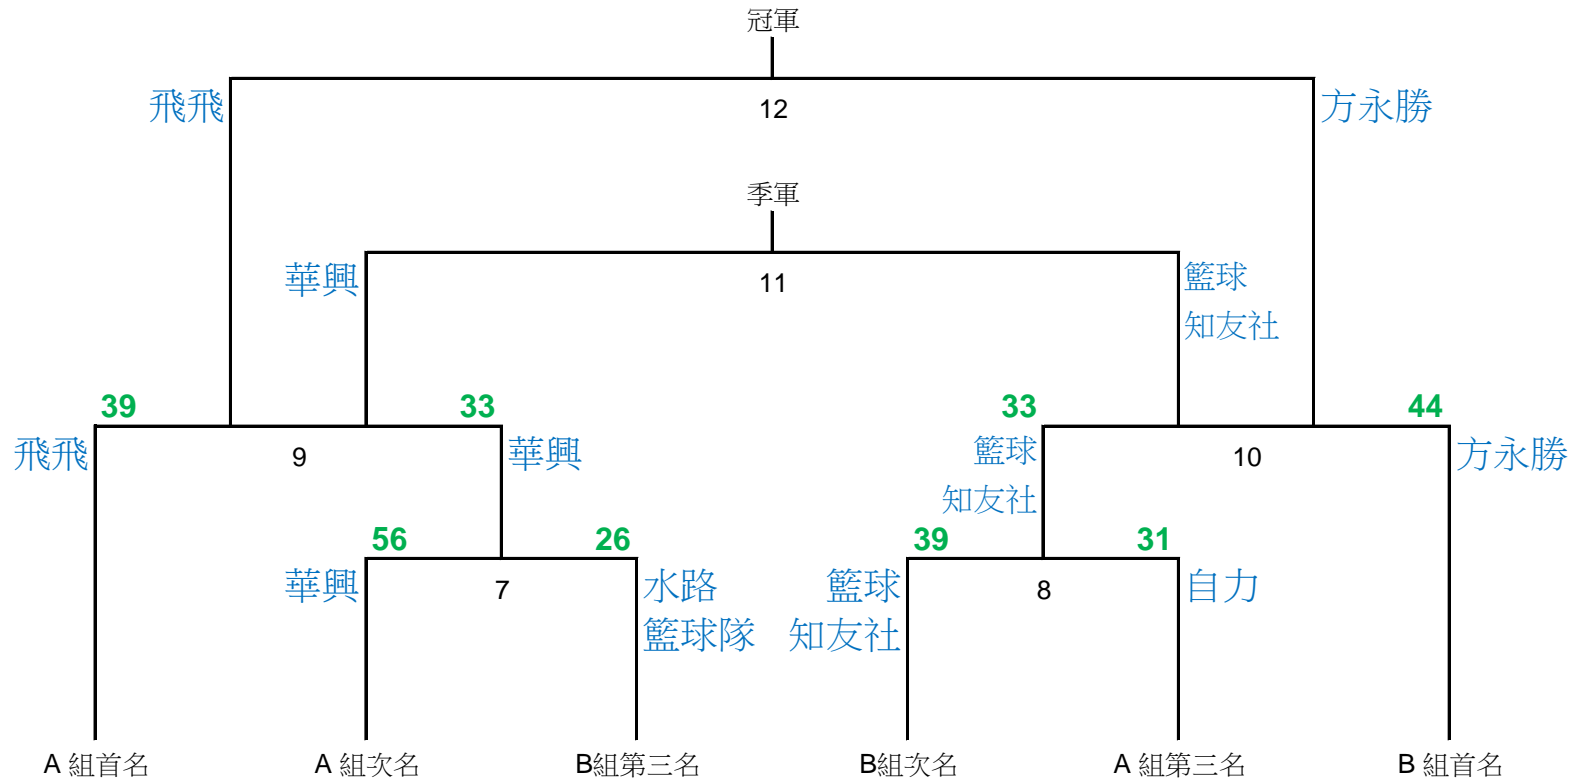 冠軍
飛飛
12
方永勝
季軍
華興
11
籃球
知友社
39
33
33
44
飛飛
9
華興
籃球
知友社
10
方永勝
56
26
39
31
華興
7
水路
籃球隊
籃球
知友社
8
自力
A 組首名
A 組次名
B組第三名
B組次名
A 組第三名
B 組首名